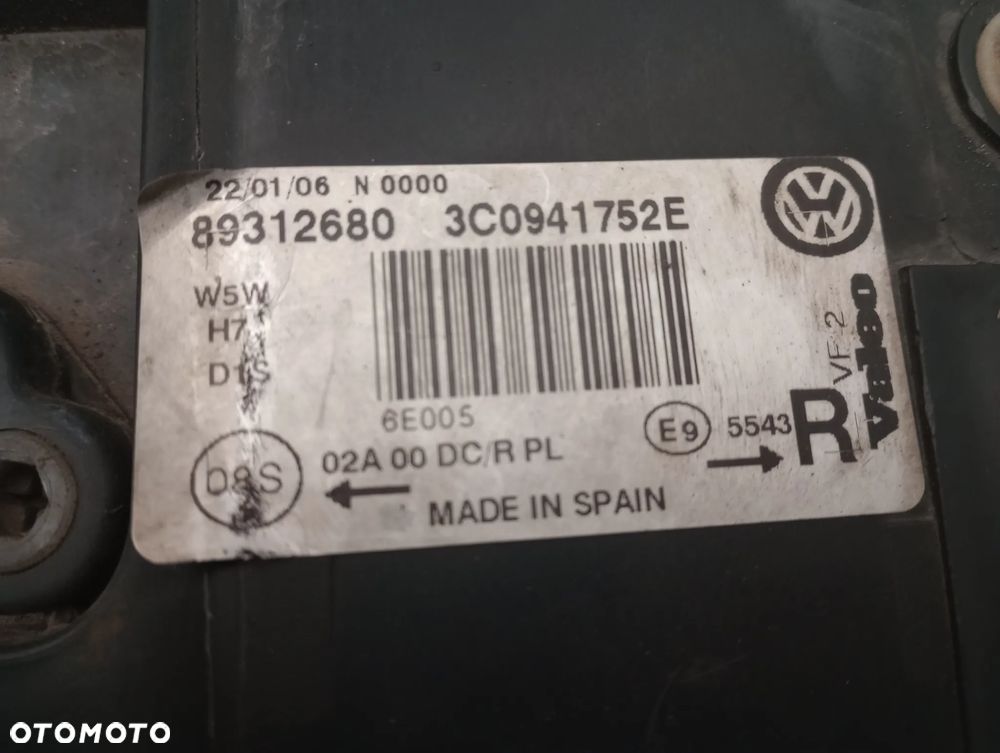 22/01/06 N 0000
89312680 3C0941752E
W5W
H7
D1S
6E005
08S
02A 00 DC/R PL
E9 5543
R
VF 2
Valeo
MADE IN SPAIN
OTOMOTO